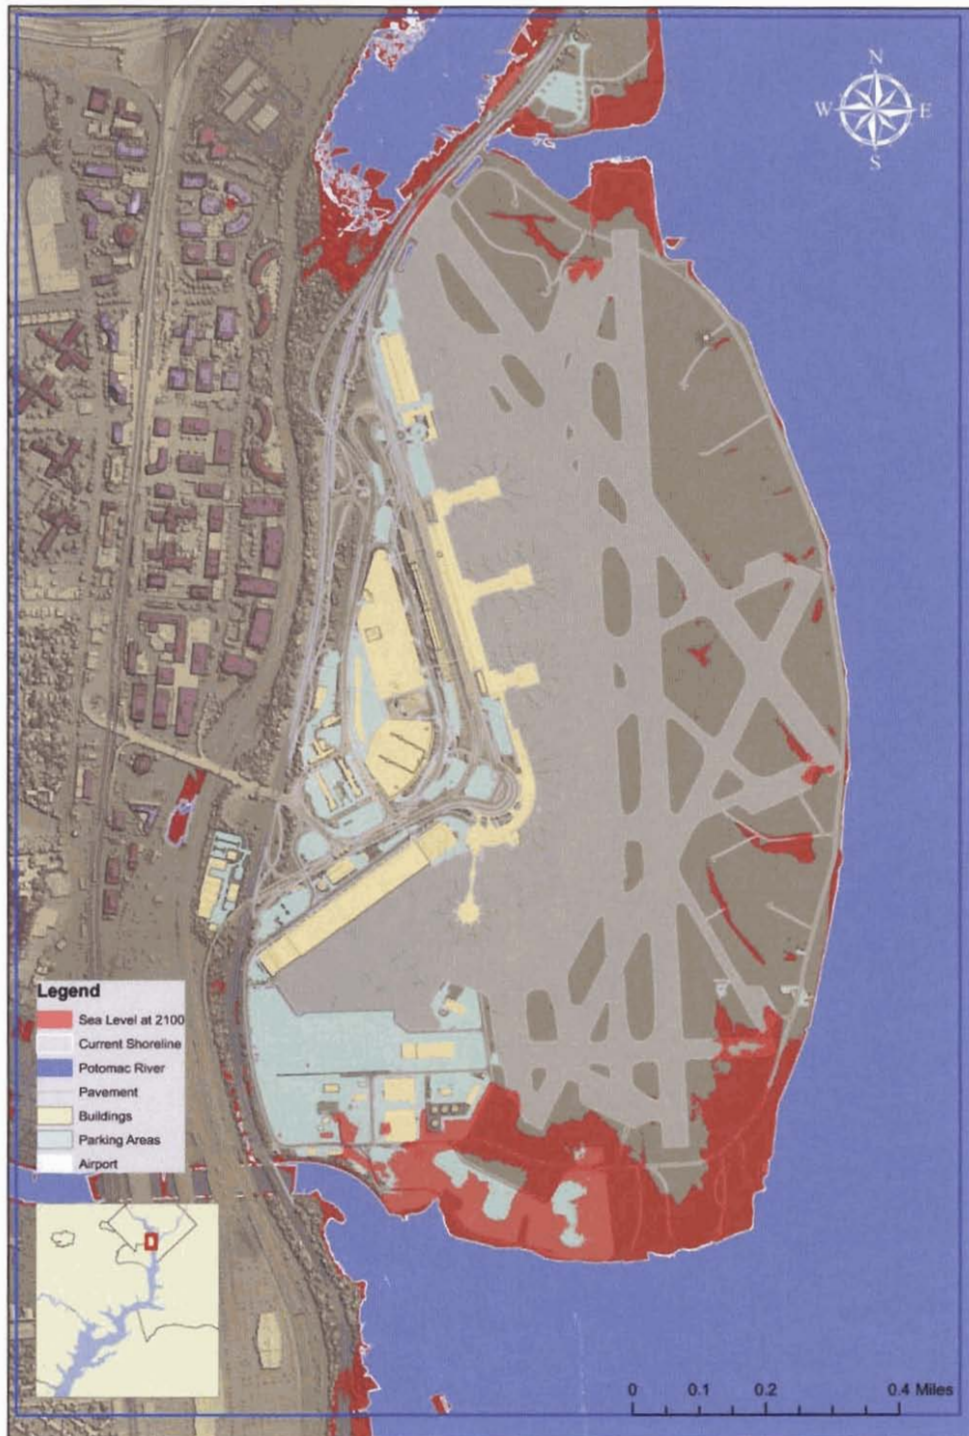 N
W E
S
Legend
Sea Level at 2100
Current Shoreline
Potomac River
Pavement
Buildings
Parking Areas
Airport
0 0.1 0.2 0.4 Miles